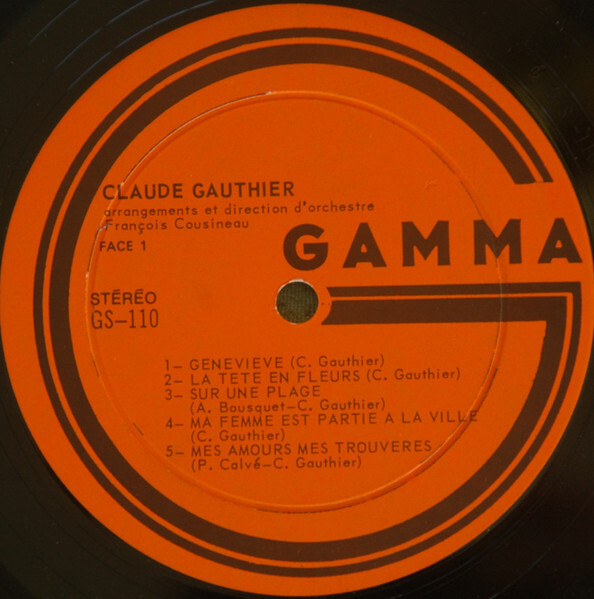 CLAUDE GAUTHIER
arrangements et direction d'orchestre
François Cousineau
FACE 1
GAMMA
STÉRÉO
GS-110
1- GENEVIEVE (C. Gauthier)
2- LA TETE EN FLEURS (C. Gauthier)
3- SUR UNE PLAGE
(A. Bousquet-C. Gauthier)
4- MA FEMME EST PARTIE A LA VILLE
(C. Gauthier)
5- MES AMOURS MES TROUVERES
(P. Calvé-C. Gauthier)